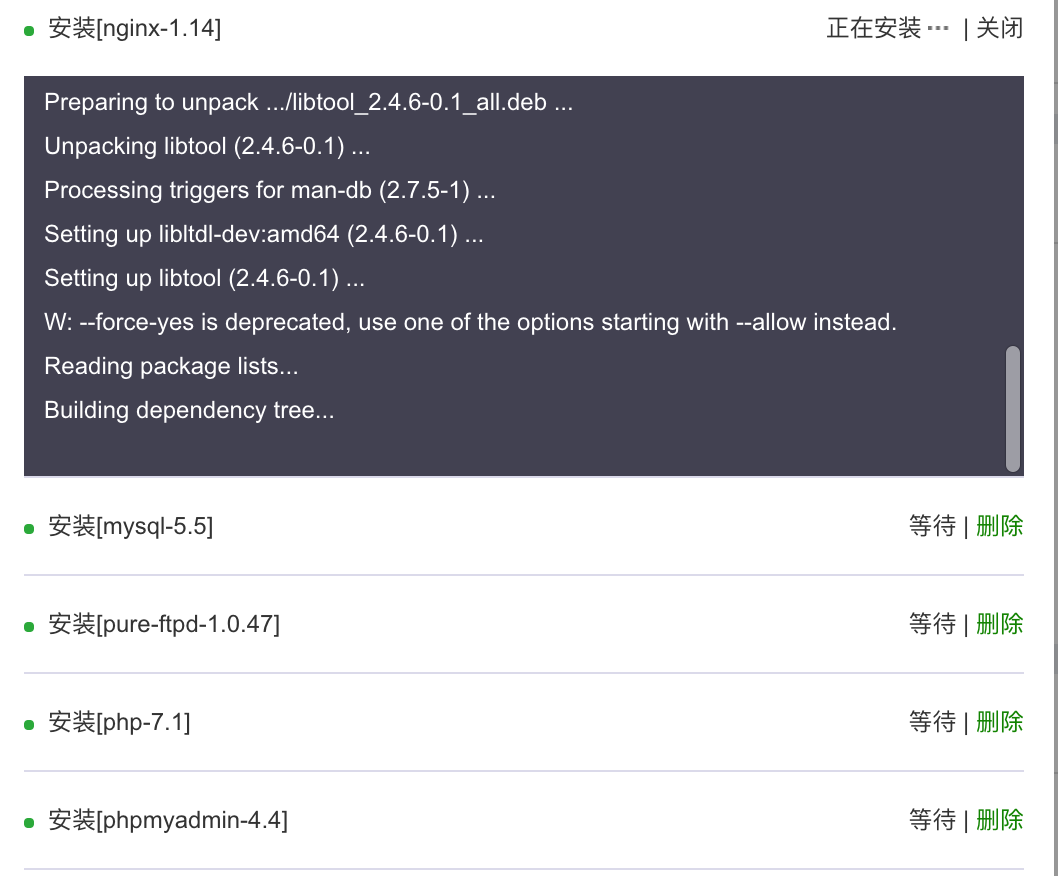 安装[nginx-1.14] 正在安装 ··· | 关闭
Preparing to unpack .../libtool_2.4.6-0.1_all.deb ...
Unpacking libtool (2.4.6-0.1) ...
Processing triggers for man-db (2.7.5-1) ...
Setting up libltdl-dev:amd64 (2.4.6-0.1) ...
Setting up libtool (2.4.6-0.1) ...
W: --force-yes is deprecated, use one of the options starting with --allow instead.
Reading package lists...
Building dependency tree...
安装[mysql-5.5] 等待 | 删除
安装[pure-ftpd-1.0.47] 等待 | 删除
安装[php-7.1] 等待 | 删除
安装[phpmyadmin-4.4] 等待 | 删除